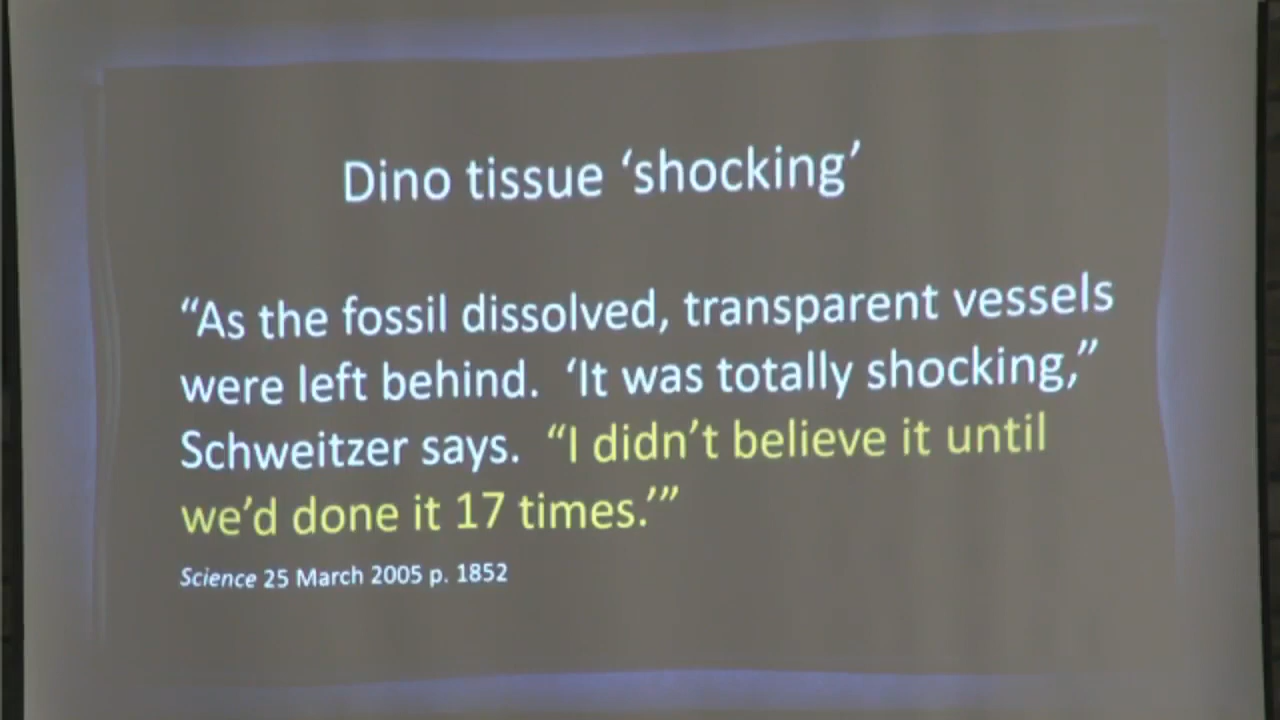 Dino tissue ‘shocking’
“As the fossil dissolved, transparent vessels
were left behind. ‘It was totally shocking,”
Schweitzer says. “I didn’t believe it until
we’d done it 17 times.’”
Science 25 March 2005 p. 1852